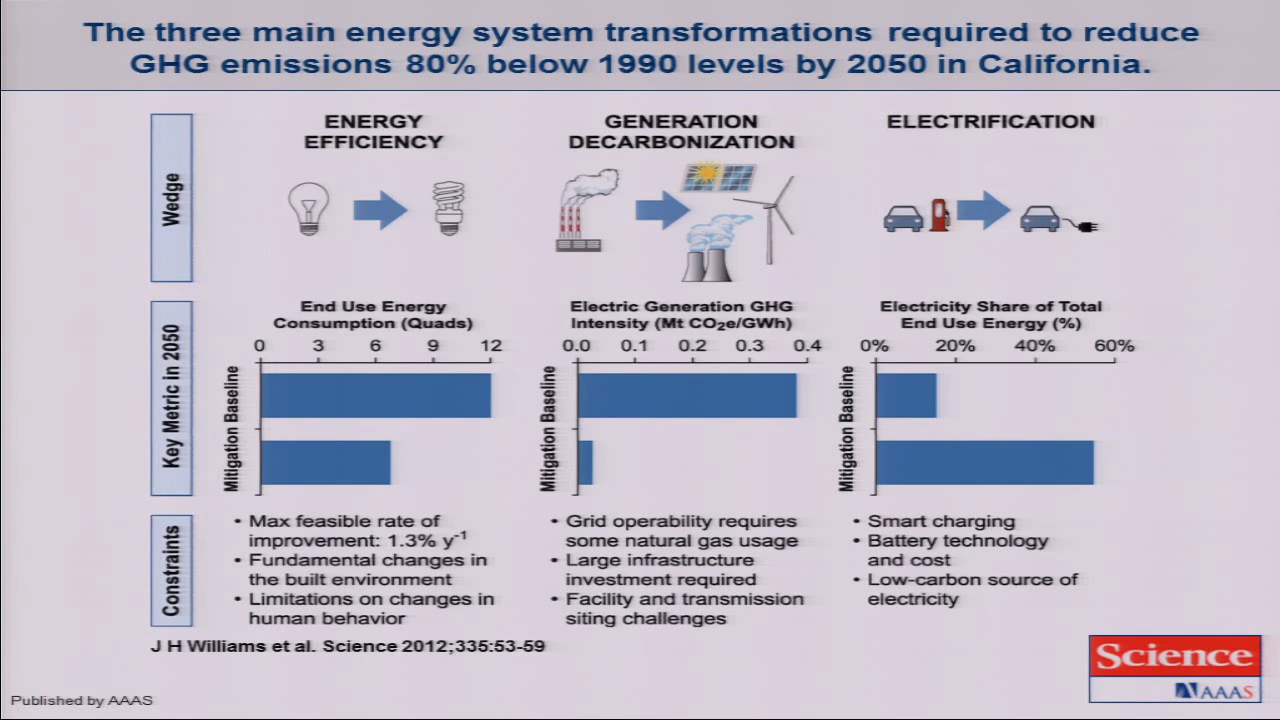 The three main energy system transformations required to reduce
GHG emissions 80% below 1990 levels by 2050 in California.
Wedge
ENERGY
EFFICIENCY
GENERATION
DECARBONIZATION
ELECTRIFICATION
Key Metric in 2050
End Use Energy
Consumption (Quads)
0 3 6 9 12
Mitigation Baseline
Electric Generation GHG
Intensity (Mt CO2e/GWh)
0.0 0.1 0.2 0.3 0.4
Mitigation Baseline
Electricity Share of Total
End Use Energy (%)
0% 20% 40% 60%
Mitigation Baseline
Constraints
• Max feasible rate of
improvement: 1.3% y-1
• Fundamental changes in
the built environment
• Limitations on changes in
human behavior
• Grid operability requires
some natural gas usage
• Large infrastructure
investment required
• Facility and transmission
siting challenges
• Smart charging
• Battery technology
and cost
• Low-carbon source of
electricity
J H Williams et al. Science 2012;335:53-59
Science
AAAS
Published by AAAS